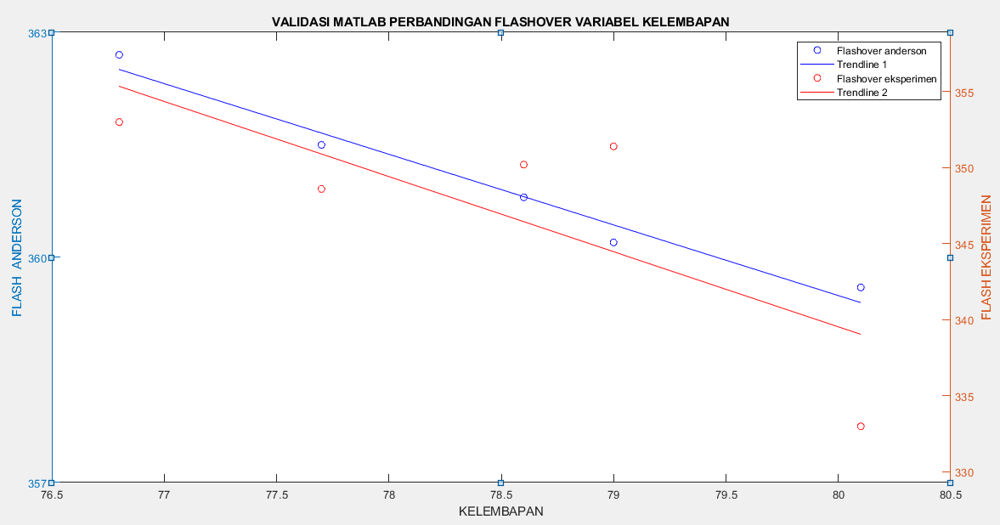 VALIDASI MATLAB PERBANDINGAN FLASHOVER VARIABEL KELEMBAPAN
Flashover anderson
Trendline 1
Flashover eksperimen
Trendline 2
363
360
357
FLASH ANDERSON
355
350
345
340
335
330
FLASH EKSPERIMEN
76.5 77 77.5 78 78.5 79 79.5 80 80.5
KELEMBAPAN